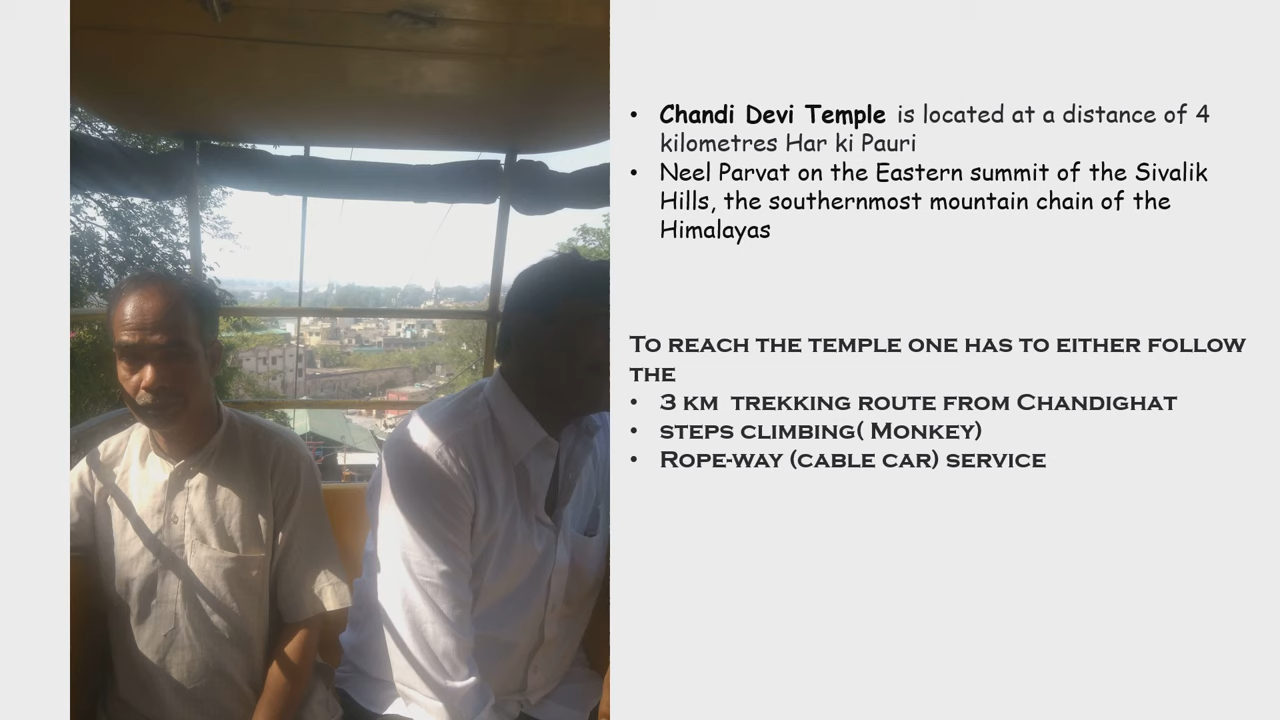 • Chandi Devi Temple is located at a distance of 4
kilometres Har ki Pauri
• Neel Parvat on the Eastern summit of the Sivalik
Hills, the southernmost mountain chain of the
Himalayas
To reach the temple one has to either follow
the
• 3 km trekking route from Chandighat
• steps climbing( Monkey)
• Rope-way (cable car) service